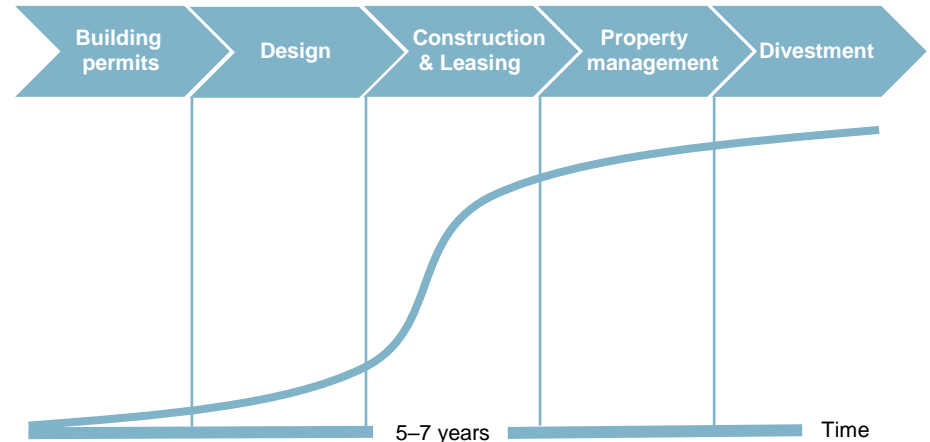 Building
permits
Design
Construction
& Leasing
Property
management
Divestment
5–7 years
Time